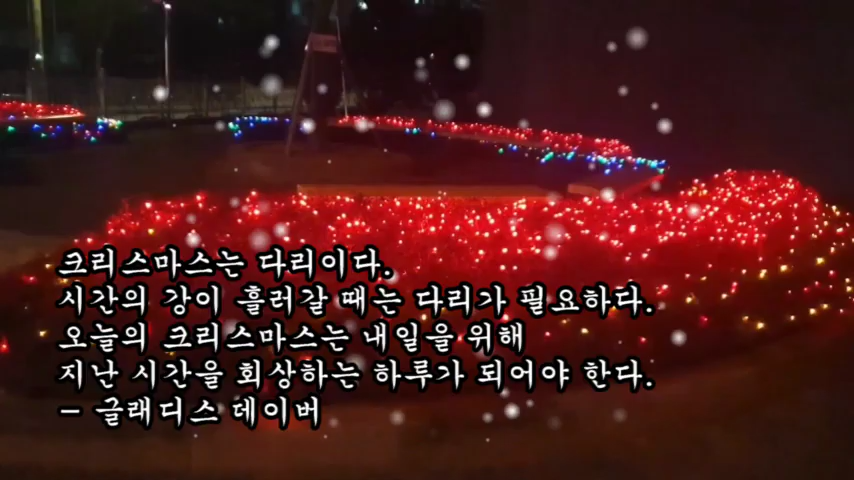 크리스마스는 다리이다.
시간의 강이 흘러갈 때는 다리가 필요하다.
오늘의 크리스마스는 내일을 위해
지난 시간을 회상하는 하루가 되어야 한다.
- 글래디스 데이버